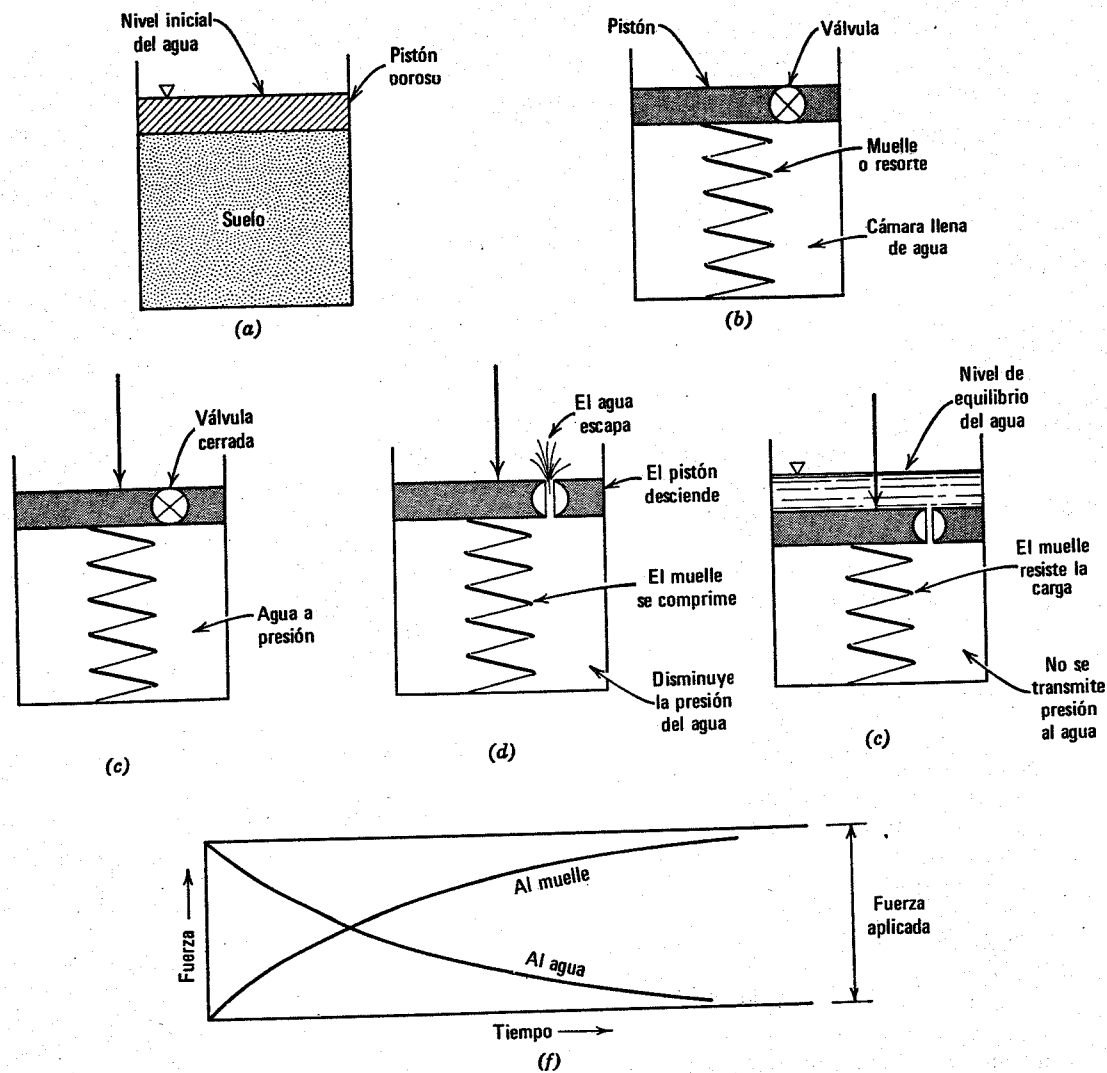 Nivel inicial
del agua
Pistón
poroso
Suelo
(a)
Pistón
Válvula
Muelle
o resorte
Cámara llena
de agua
(b)
Válvula
cerrada
Agua a
presión
(c)
El agua
escapa
El pistón
desciende
El muelle
se comprime
Disminuye
la presión
del agua
(d)
Nivel de
equilibrio
del agua
El muelle
resiste la
carga
No se
transmite
presión
al agua
(c)
Fuerza
Al muelle
Al agua
Fuerza
aplicada
Tiempo
(f)